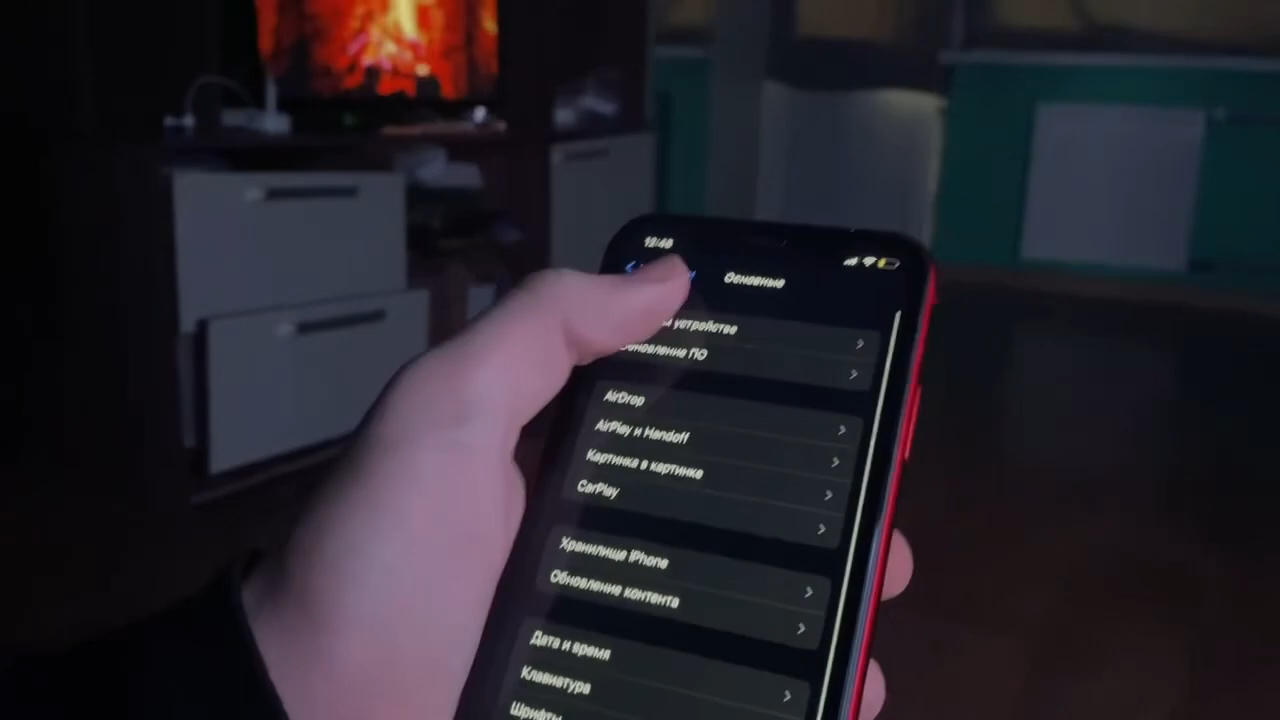 12:46
Основные
устройстве
Обновление ПО
AirDrop
AirPlay и Handoff
Картинка в картинке
CarPlay
Хранилище iPhone
Обновление контента
Дата и время
Клавиатура
Шрифты